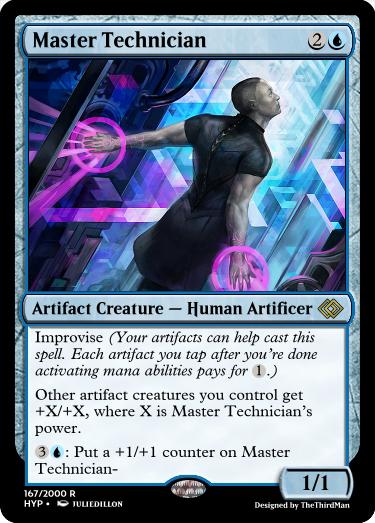 Master Technician 2
Artifact Creature — Human Artificer
Improvise (Your artifacts can help cast this
spell. Each artifact you tap after you're done
activating mana abilities pays for 1.)
Other artifact creatures you control get
+X/+X, where X is Master Technician's
power.
3: Put a +1/+1 counter on Master
Technician-
1/1
167/2000 R
HYP • JULIEDILLON
Designed by TheThirdMan